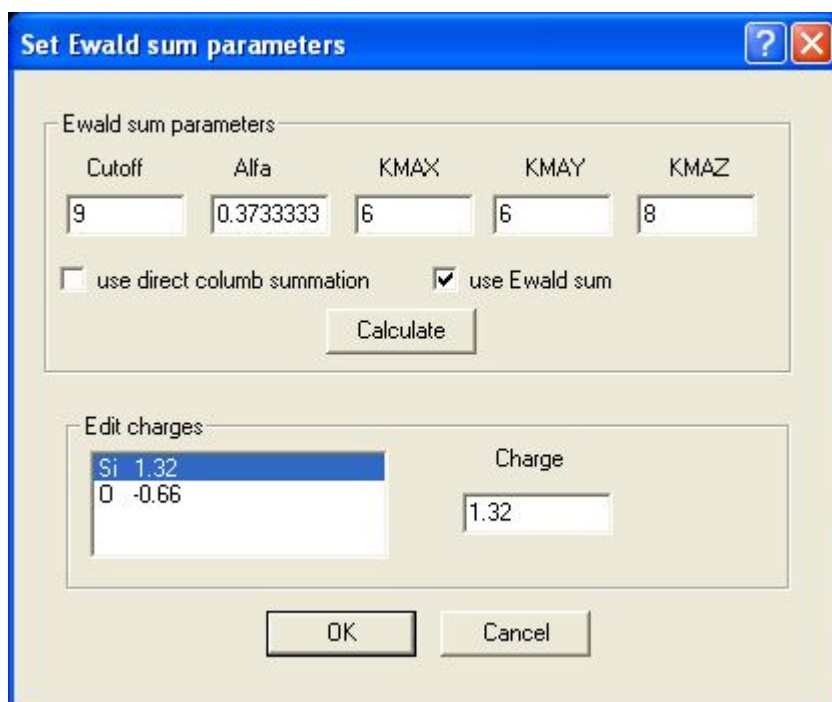 Set Ewald sum parameters
Ewald sum parameters
Cutoff Alfa KMAX KMAY KMAZ
9 0.3733333 6 6 8
use direct columb summation use Ewald sum
Calculate
Edit charges
Si 1.32
O -0.66
Charge
1.32
OK Cancel